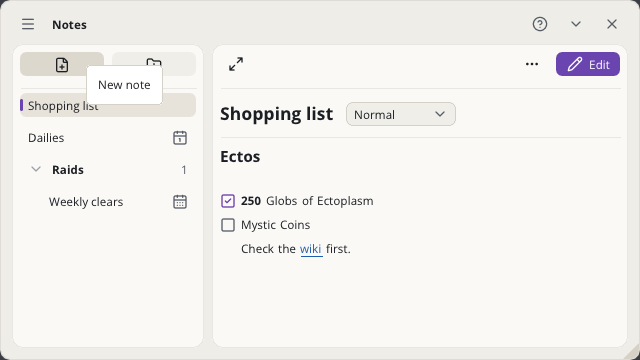 Notes
New note
Edit
Shopping list
Dailies
Raids 1
Weekly clears
Shopping list Normal
Ectos
250 Globs of Ectoplasm
Mystic Coins
Check the wiki first.